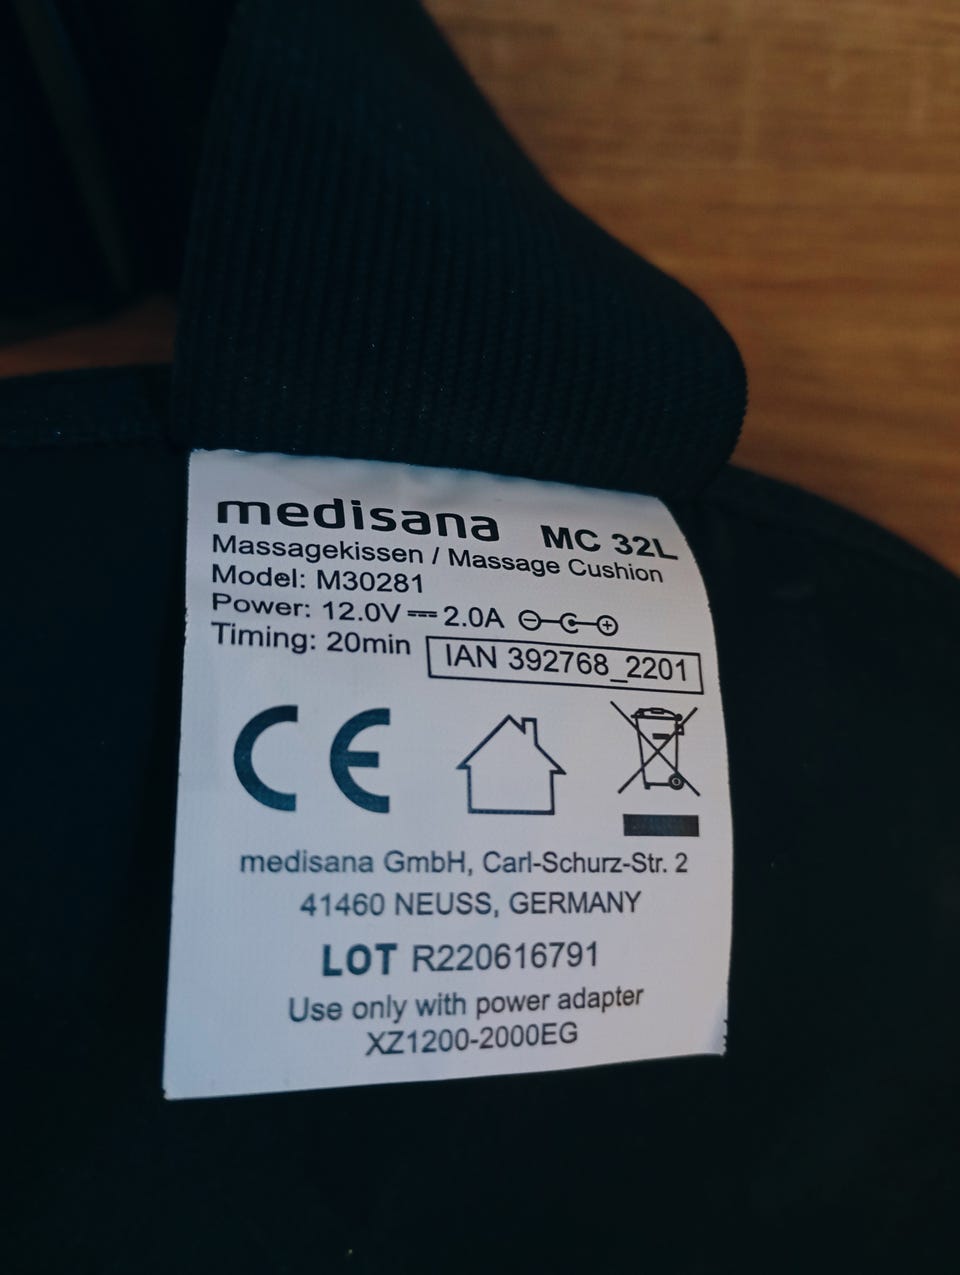 medisana MC 32L
Massagekissen / Massage Cushion
Model: M30281
Power: 12.0V⎓2.0A
Timing: 20min
IAN 392768_2201
CE
medisana GmbH, Carl-Schurz-Str. 2
41460 NEUSS, GERMANY
LOT R220616791
Use only with power adapter
XZ1200-2000EG